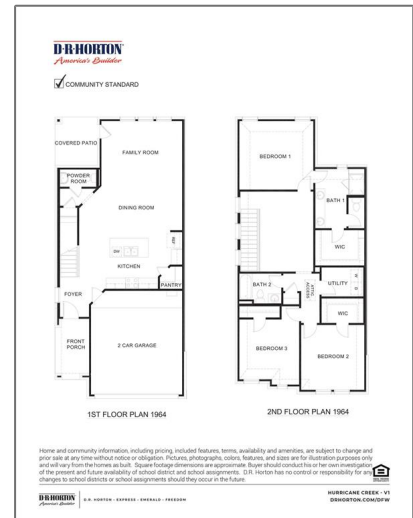 D·R·HORTON
America's Builder
COMMUNITY STANDARD
COVERED PATIO
FAMILY ROOM
POWDER
ROOM
DINING ROOM
REF
DW
KITCHEN
PANTRY
FOYER
FRONT
PORCH
2 CAR GARAGE
1ST FLOOR PLAN 1964
BEDROOM 1
BATH 1
WIC
BATH 2
ATTIC
ACCESS
UTILITY
WIC
BEDROOM 3
BEDROOM 2
2ND FLOOR PLAN 1964
Home and community information, including pricing, included features, terms, availability and amenities, are subject to change and
prior sale at any time without notice or obligation. Pictures, photographs, colors, features, and sizes are for illustration purposes only
and will vary from the homes as built. Square footage dimensions are approximate. Buyer should conduct his or her own investigation
of the present and future availability of school district and school assignments. D.R. Horton has no control or responsibility for any
changes to school districts or school assignments should they occur in the future.
D·R·HORTON
America's Builder
D.R. HORTON • EXPRESS • EMERALD • FREEDOM
HURRICANE CREEK - V1
DRHORTON.COM/DFW